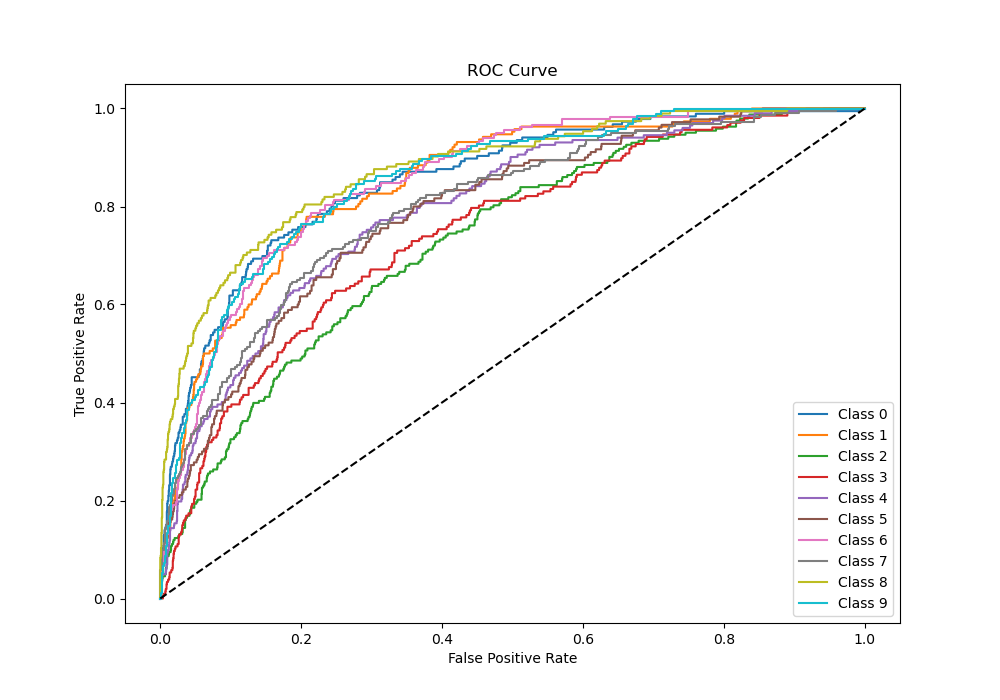 ROC Curve
True Positive Rate
1.0
0.8
0.6
0.4
0.2
0.0
0.0 0.2 0.4 0.6 0.8 1.0
False Positive Rate
Class 0
Class 1
Class 2
Class 3
Class 4
Class 5
Class 6
Class 7
Class 8
Class 9